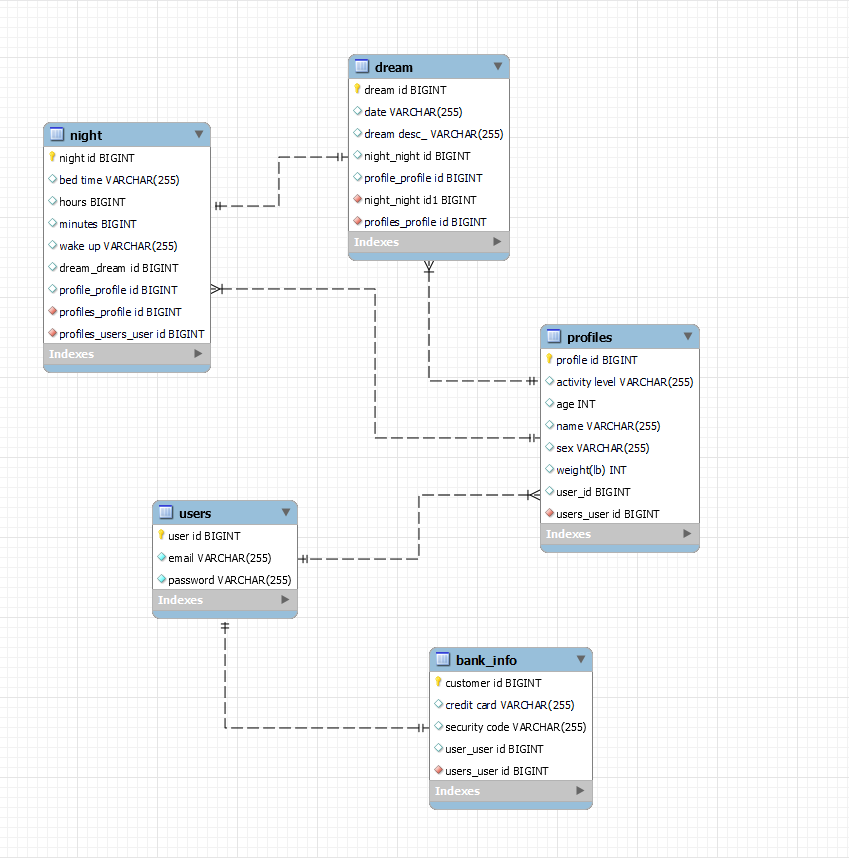 dream
dream id BIGINT
date VARCHAR(255)
dream desc_ VARCHAR(255)
night_night id BIGINT
profile_profile id BIGINT
night_night id1 BIGINT
profiles_profile id BIGINT
Indexes
night
night id BIGINT
bed time VARCHAR(255)
hours BIGINT
minutes BIGINT
wake up VARCHAR(255)
dream_dream id BIGINT
profile_profile id BIGINT
profiles_profile id BIGINT
profiles_users_user id BIGINT
Indexes
profiles
profile id BIGINT
activity level VARCHAR(255)
age INT
name VARCHAR(255)
sex VARCHAR(255)
weight(lb) INT
user_id BIGINT
users_user id BIGINT
Indexes
users
user id BIGINT
email VARCHAR(255)
password VARCHAR(255)
Indexes
bank_info
customer id BIGINT
credit card VARCHAR(255)
security code VARCHAR(255)
user_user id BIGINT
users_user id BIGINT
Indexes